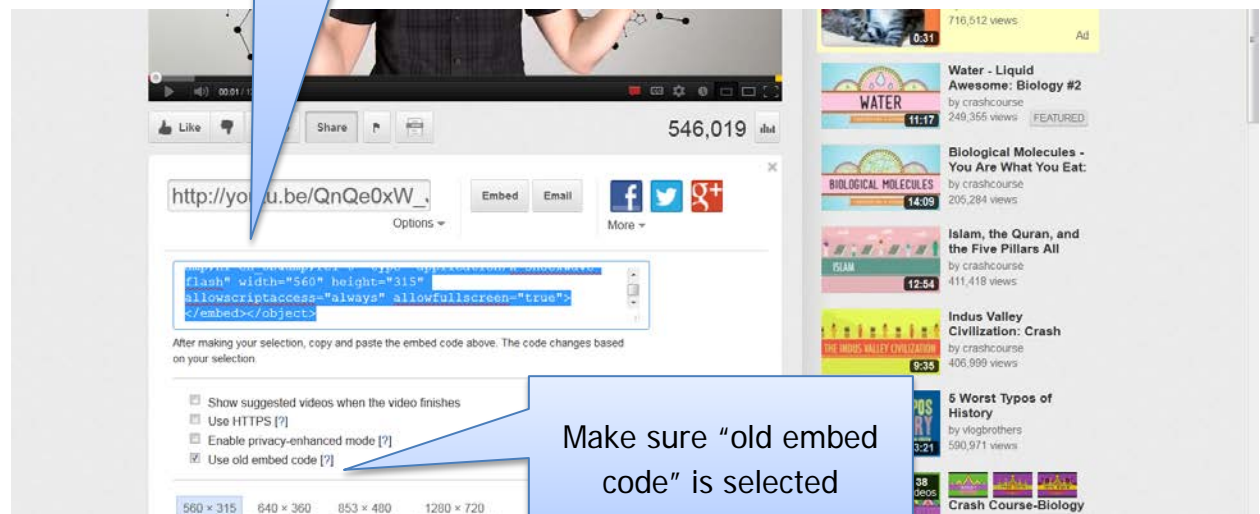 716,512 views
Ad
0:31
00:01 / 1
Like
Share
546,019
http://youtu.be/QnQe0xW_
Embed
Email
Options
More
flash" width="560" height="315"
allowscriptaccess="always" allowfullscreen="true">
</embed></object>
After making your selection, copy and paste the embed code above. The code changes based
on your selection
Show suggested videos when the video finishes
Use HTTPS [?]
Enable privacy-enhanced mode [?]
Use old embed code [?]
560 × 315 640 × 360 853 × 480 1280 × 720
Make sure “old embed
code” is selected
WATER
11:17
Water - Liquid
Awesome: Biology #2
by crashcourse
249,355 views FEATURED
BIOLOGICAL MOLECULES
14:09
Biological Molecules -
You Are What You Eat:
by crashcourse
205,284 views
ISLAM
12:54
Islam, the Quran, and
the Five Pillars All
by crashcourse
411,418 views
THE INDUS VALLEY CIVILIZATION
9:35
Indus Valley
Civilization: Crash
by crashcourse
406,999 views
3:21
5 Worst Typos of
History
by vlogbrothers
590,971 views
38
Crash Course-Biology